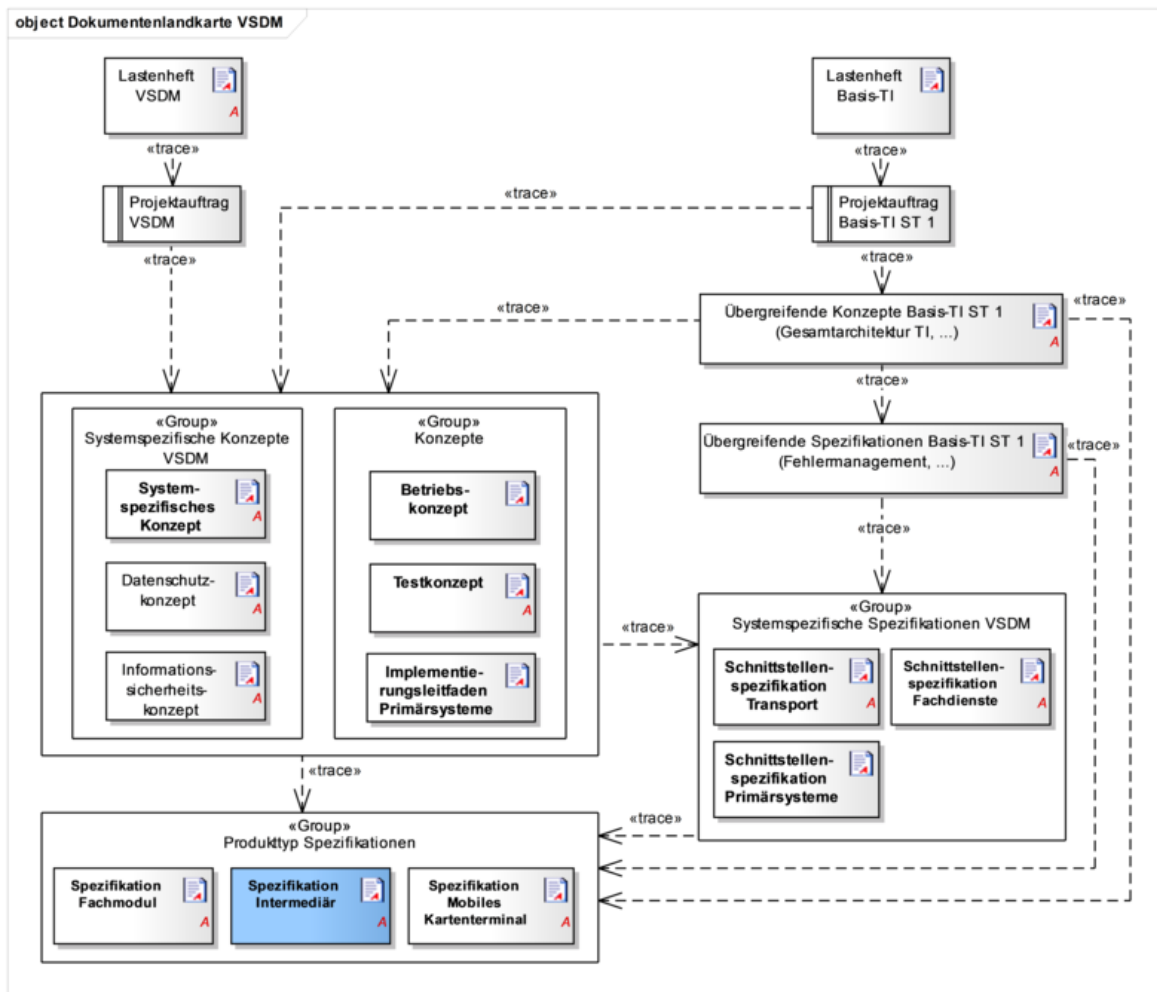 object Dokumentenlandkarte VSDM
Lastenheft
VSDM
A
Lastenheft
Basis-TI
«trace»
«trace»
Projektauftrag
VSDM
«trace»
Projektauftrag
Basis-TI ST 1
«trace»
«trace»
«trace»
Übergreifende Konzepte Basis-TI ST 1
(Gesamtarchitektur TI, ...)
A
«trace»
«trace»
Übergreifende Spezifikationen Basis-TI ST 1
(Fehlermanagement, ...)
A
«trace»
«Group»
Systemspezifische Konzepte
VSDM
System-
spezifisches
Konzept
A
Datenschutz-
konzept
A
Informations-
sicherheits-
konzept
A
«Group»
Konzepte
Betriebs-
konzept
Testkonzept
Implementie-
rungsleitfaden
Primärsysteme
«trace»
«Group»
Systemspezifische Spezifikationen VSDM
Schnittstellen-
spezifikation
Transport
A
Schnittstellen-
spezifikation
Fachdienste
A
Schnittstellen-
spezifikation
Primärsysteme
«trace»
«trace»
«Group»
Produkttyp Spezifikationen
Spezifikation
Fachmodul
A
Spezifikation
Intermediär
A
Spezifikation
Mobiles
Kartenterminal
A